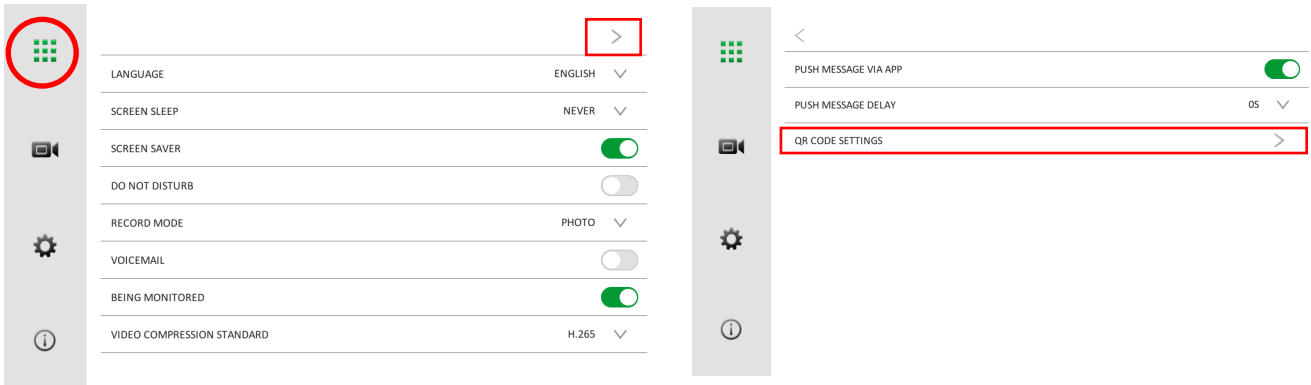 LANGUAGE ENGLISH
SCREEN SLEEP NEVER
SCREEN SAVER
DO NOT DISTURB
RECORD MODE PHOTO
VOICEMAIL
BEING MONITORED
VIDEO COMPRESSION STANDARD H.265
PUSH MESSAGE VIA APP
PUSH MESSAGE DELAY 0S
QR CODE SETTINGS